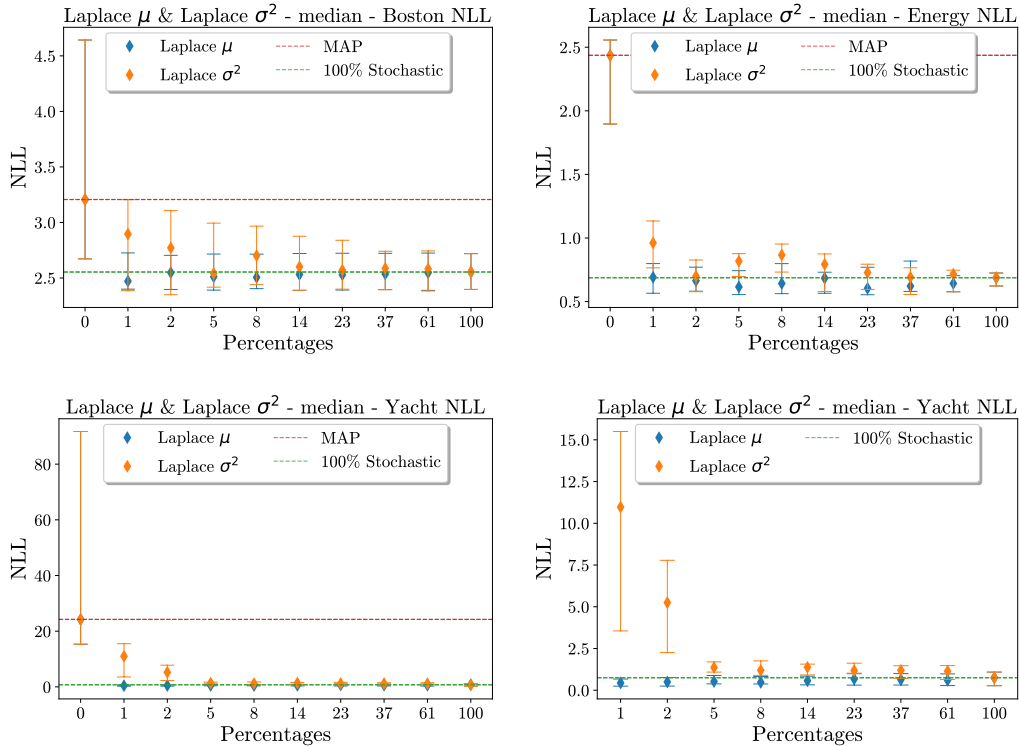 Laplace μ & Laplace σ² - median - Boston NLL
Laplace μ
Laplace σ²
MAP
100% Stochastic
NLL
4.5
4.0
3.5
3.0
2.5
0 1 2 5 8 14 23 37 61 100
Percentages
Laplace μ & Laplace σ² - median - Energy NLL
Laplace μ
Laplace σ²
MAP
100% Stochastic
NLL
2.5
2.0
1.5
1.0
0.5
0 1 2 5 8 14 23 37 61 100
Percentages
Laplace μ & Laplace σ² - median - Yacht NLL
Laplace μ
Laplace σ²
MAP
100% Stochastic
NLL
80
60
40
20
0
0 1 2 5 8 14 23 37 61 100
Percentages
Laplace μ & Laplace σ² - median - Yacht NLL
Laplace μ
Laplace σ²
100% Stochastic
NLL
15.0
12.5
10.0
7.5
5.0
2.5
0.0
1 2 5 8 14 23 37 61 100
Percentages